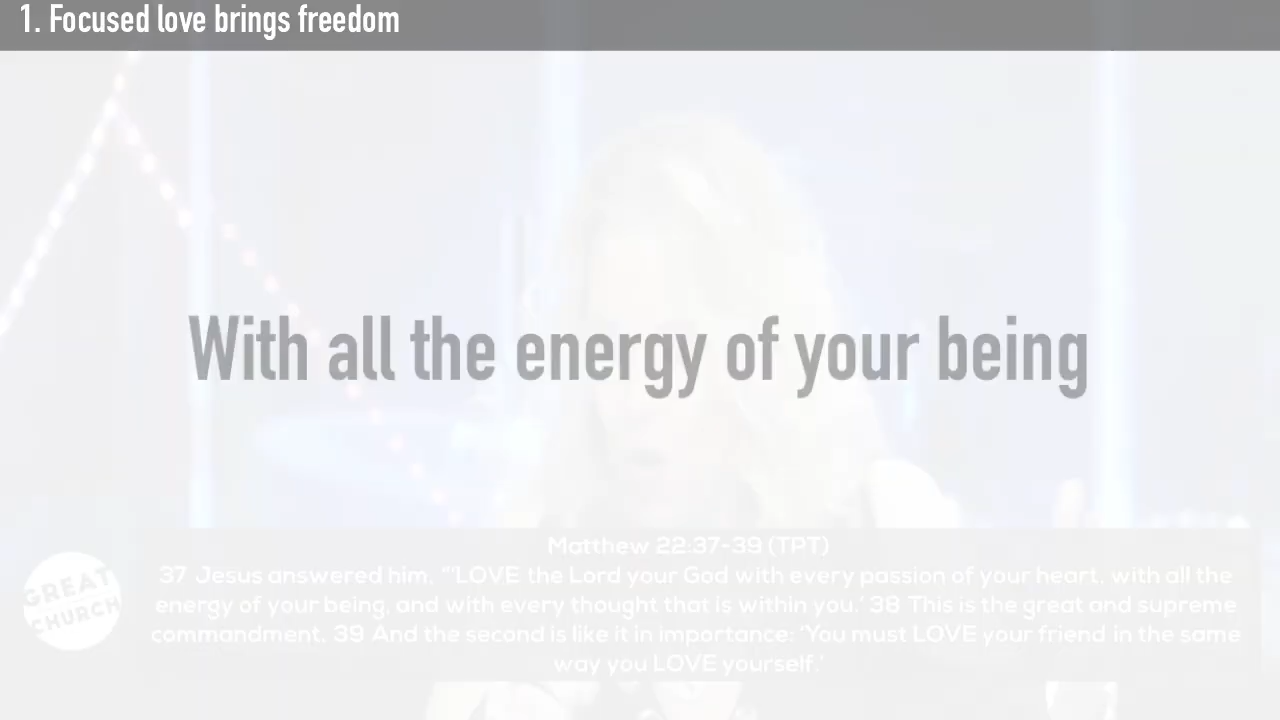 1. Focused love brings freedom
With all the energy of your being
Matthew 22:37-39 (TPT)
37 Jesus answered him, “‘LOVE the Lord your God with every passion of your heart, with all the
energy of your being, and with every thought that is within you.’ 38 This is the great and supreme
commandment. 39 And the second is like it in importance: ‘You must LOVE your friend in the same
way you LOVE yourself.’
GREAT
CHURCH